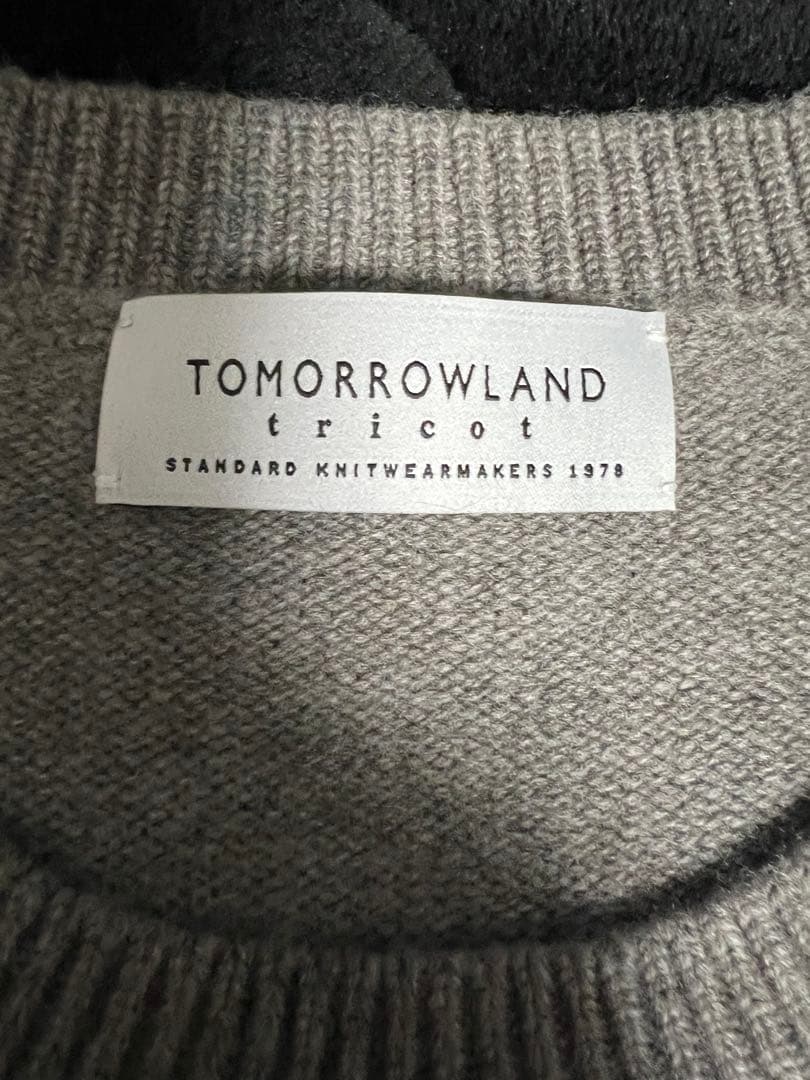 TOMORROWLAND
tricot
STANDARD KNITWEARMAKERS 1978